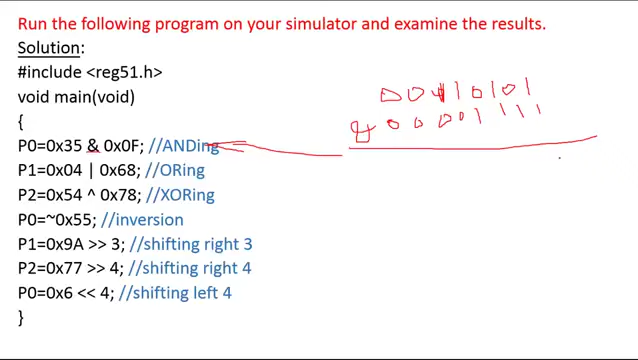 Run the following program on your simulator and examine the results.
Solution:
#include <reg51.h>
void main(void)
{
P0=0x35 & 0x0F; //ANDing
P1=0x04 | 0x68; //ORing
P2=0x54 ^ 0x78; //XORing
P0=~0x55; //inversion
P1=0x9A >> 3; //shifting right 3
P2=0x77 >> 4; //shifting right 4
P0=0x6 << 4; //shifting left 4
}